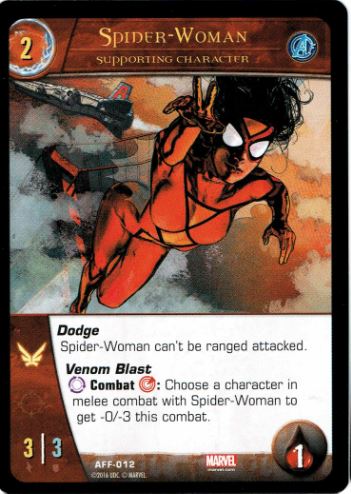 2
SPIDER-WOMAN
SUPPORTING CHARACTER
Dodge
Spider-Woman can't be ranged attacked.
Venom Blast
Combat : Choose a character in
melee combat with Spider-Woman to
get -0/-3 this combat.
3 3
AFF-012
©2016 UDC. © MARVEL
MARVEL
marvel.com
1